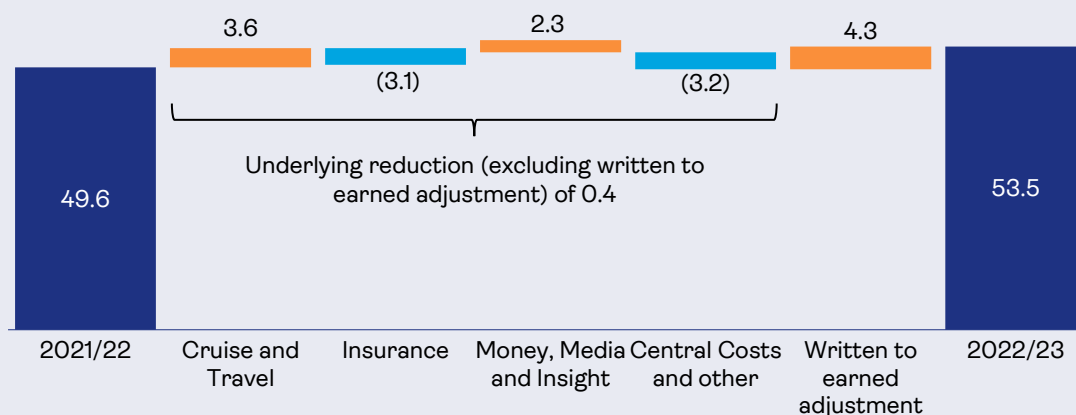 3.6
(3.1)
2.3
(3.2)
4.3
Underlying reduction (excluding written to
earned adjustment) of 0.4
49.6
53.5
2021/22
Cruise and
Travel
Insurance
Money, Media
and Insight
Central Costs
and other
Written to
earned
adjustment
2022/23